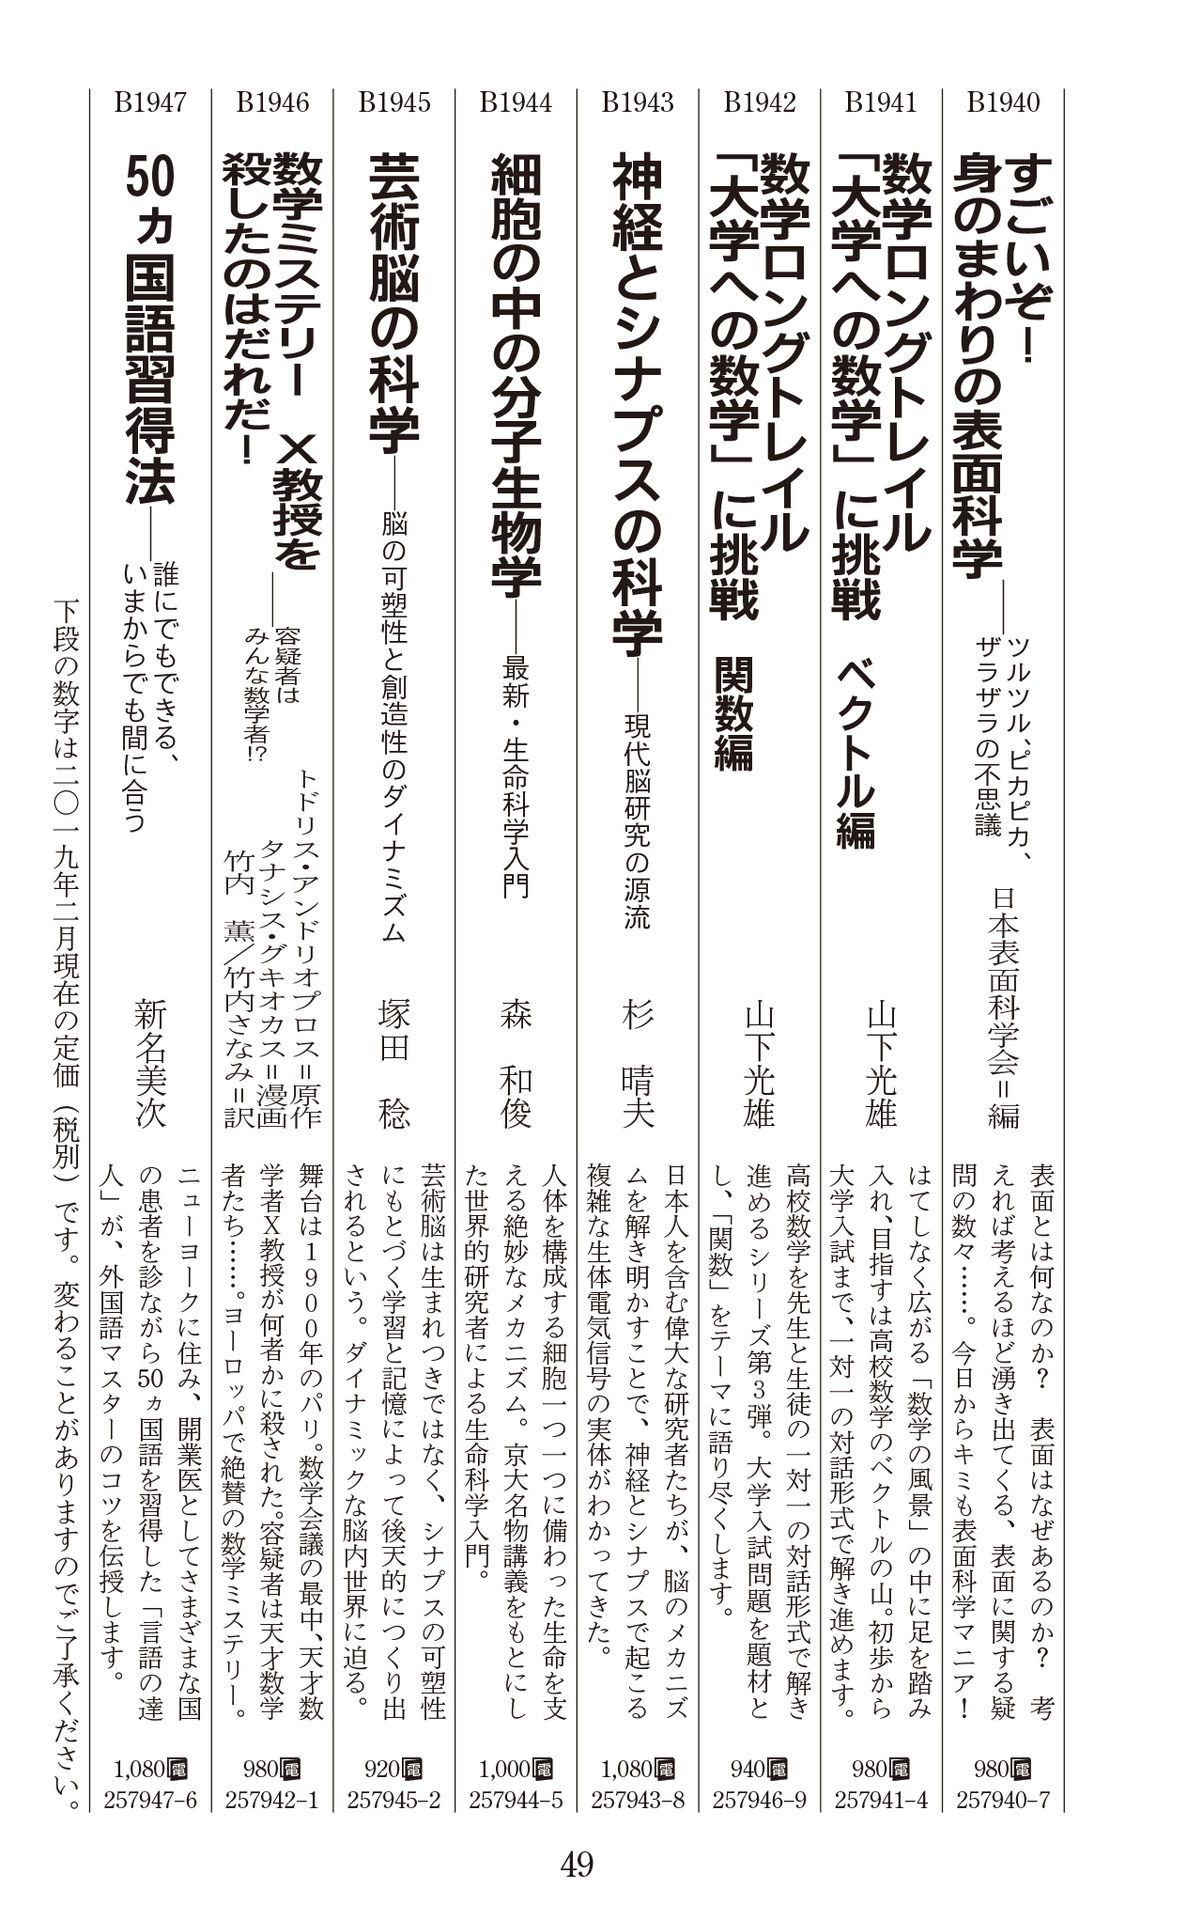 B1940
すごいぞ!
身のまわりの表面科学
――ツルツル、ピカピカ、
ザラザラの不思議
日本表面科学会=編
表面とは何なのか? 表面はなぜあるのか? 考
えれば考えるほど湧き出てくる、表面に関する疑
問の数々……。今日からキミも表面科学マニア!
980電
257940-7
B1941
数学ロングトレイル
「大学への数学」に挑戦 ベクトル編
山下光雄
はてしなく広がる「数学の風景」の中に足を踏み
入れ、目指すは高校数学のベクトルの山。初歩から
大学入試まで、一対一の対話形式で解き進めます。
980電
257941-4
B1942
数学ロングトレイル
「大学への数学」に挑戦 関数編
山下光雄
高校数学を先生と生徒の一対一の対話形式で解き
進めるシリーズ第3弾。大学入試問題を題材と
し、「関数」をテーマに語り尽くします。
940電
257946-9
B1943
神経とシナプスの科学――現代脳研究の源流
杉 晴夫
日本人を含む偉大な研究者たちが、脳のメカニズ
ムを解き明かすことで、神経とシナプスで起こる
複雑な生体電気信号の実体がわかってきた。
1,080電
257943-8
B1944
細胞の中の分子生物学――最新・生命科学入門
森 和俊
人体を構成する細胞一つ一つに備わった生命を支
える絶妙なメカニズム。京大名物講義をもとにし
た世界的研究者による生命科学入門。
1,000電
257944-5
B1945
芸術脳の科学――脳の可塑性と創造性のダイナミズム
塚田 稔
芸術脳は生まれつきではなく、シナプスの可塑性
にもとづく学習と記憶によって後天的につくり出
されるという。ダイナミックな脳内世界に迫る。
920電
257945-2
B1946
数学ミステリー X教授を
殺したのはだれだ!
――容疑者は
みんな数学者!?
トドリス・アンドリオプロス=原作
タナシス・グキオカス=漫画
竹内 薫/竹内さなみ=訳
舞台は1900年のパリ。数学会議の最中、天才数
学者X教授が何者かに殺された。容疑者は天才数学
者たち……。ヨーロッパで絶賛の数学ミステリー。
980電
257942-1
B1947
50ヵ国語習得法
――誰にでもできる、
いまからでも間に合う
新名美次
ニューヨークに住み、開業医としてさまざまな国
の患者を診ながら50ヵ国語を習得した「言語の達
人」が、外国語マスターのコツを伝授します。
1,080電
257947-6
下段の数字は二〇一九年二月現在の定価(税別)です。変わることがありますのでご了承ください。
49